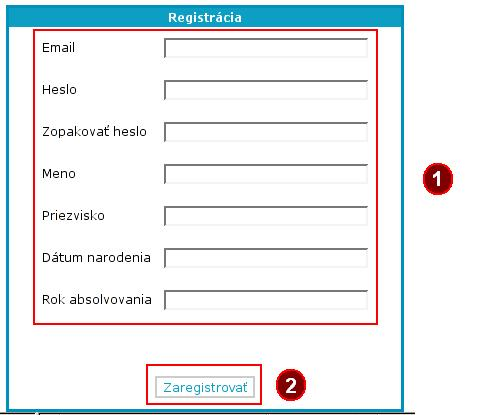 Registrácia
Email
Heslo
Zopakovať heslo
Meno
Priezvisko
Dátum narodenia
Rok absolvovania
1
Zaregistrovať
2